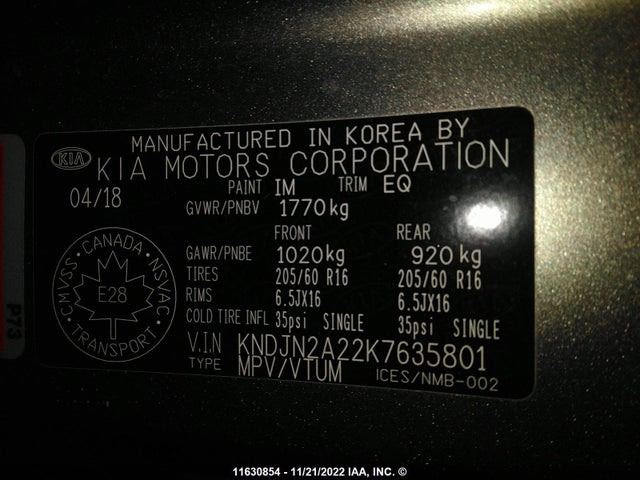 MANUFACTURED IN KOREA BY
KIA KIA MOTORS CORPORATION
04/18 PAINT IM TRIM EQ
GVWR/PNBV 1770kg
FRONT REAR
GAWR/PNBE 1020kg 920kg
TIRES 205/60 R16 205/60 R16
RIMS 6.5JX16 6.5JX16
COLD TIRE INFL 35psi SINGLE 35psi SINGLE
V.I.N KNDJN2A22K7635801
TYPE MPV/VTUM ICES/NMB-002
CMVSS • CANADA • NSVAC
E28
TRANSPORT
P73
11630854 - 11/21/2022 IAA, INC. ©